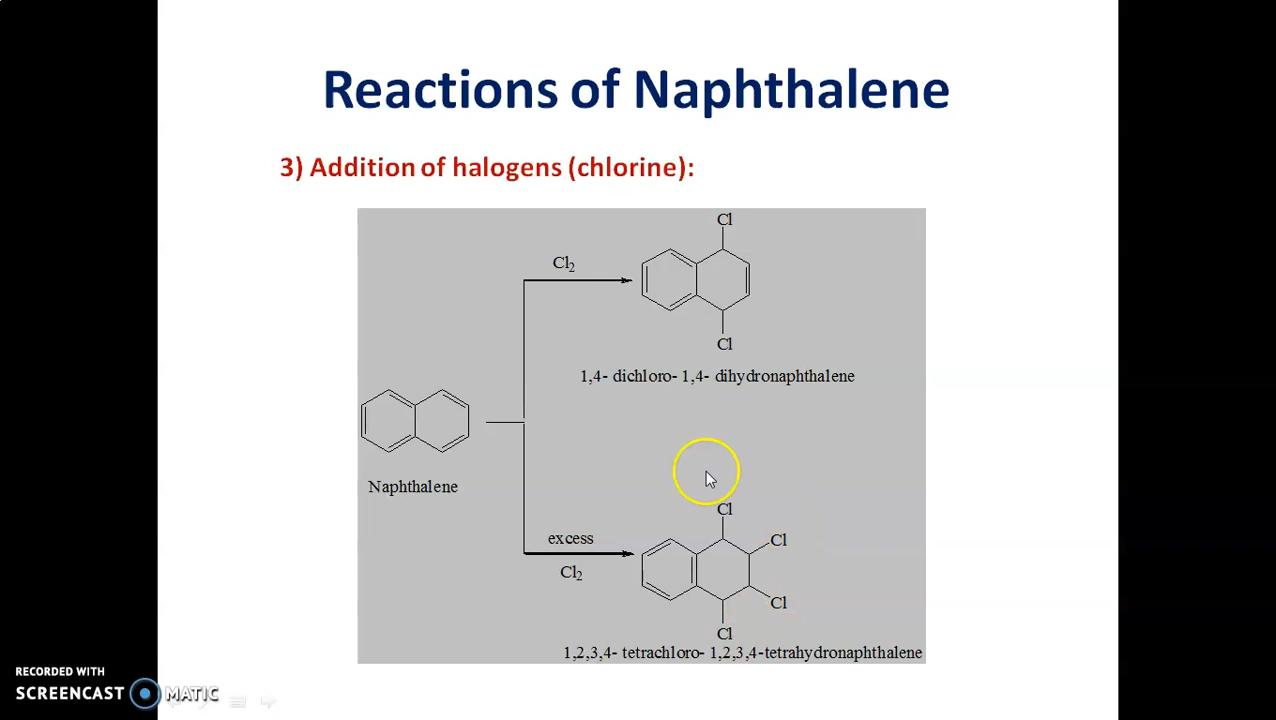 Reactions of Naphthalene
3) Addition of halogens (chlorine):
Cl
Cl2
Cl
1,4- dichloro- 1,4- dihydronaphthalene
Naphthalene
Cl
excess
Cl
Cl2
Cl
Cl
1,2,3,4- tetrachloro- 1,2,3,4-tetrahydronaphthalene
RECORDED WITH
SCREENCAST MATIC